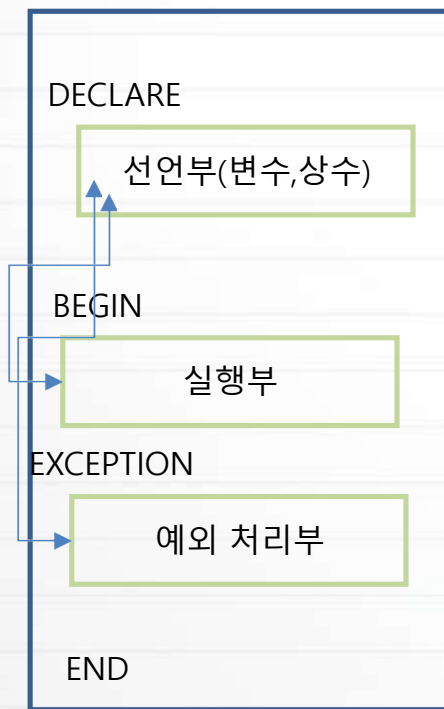 DECLARE
선언부(변수,상수)
BEGIN
실행부
EXCEPTION
예외 처리부
END